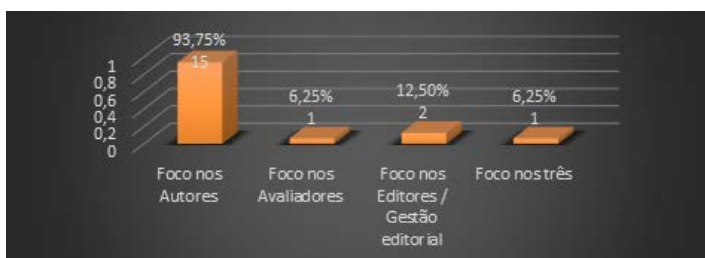 93,75%
15
6,25%
1
12,50%
2
6,25%
1
1
0,8
0,6
0,4
0,2
0
Foco nos
Autores
Foco nos
Avaliadores
Foco nos
Editores /
Gestão
editorial
Foco nos três